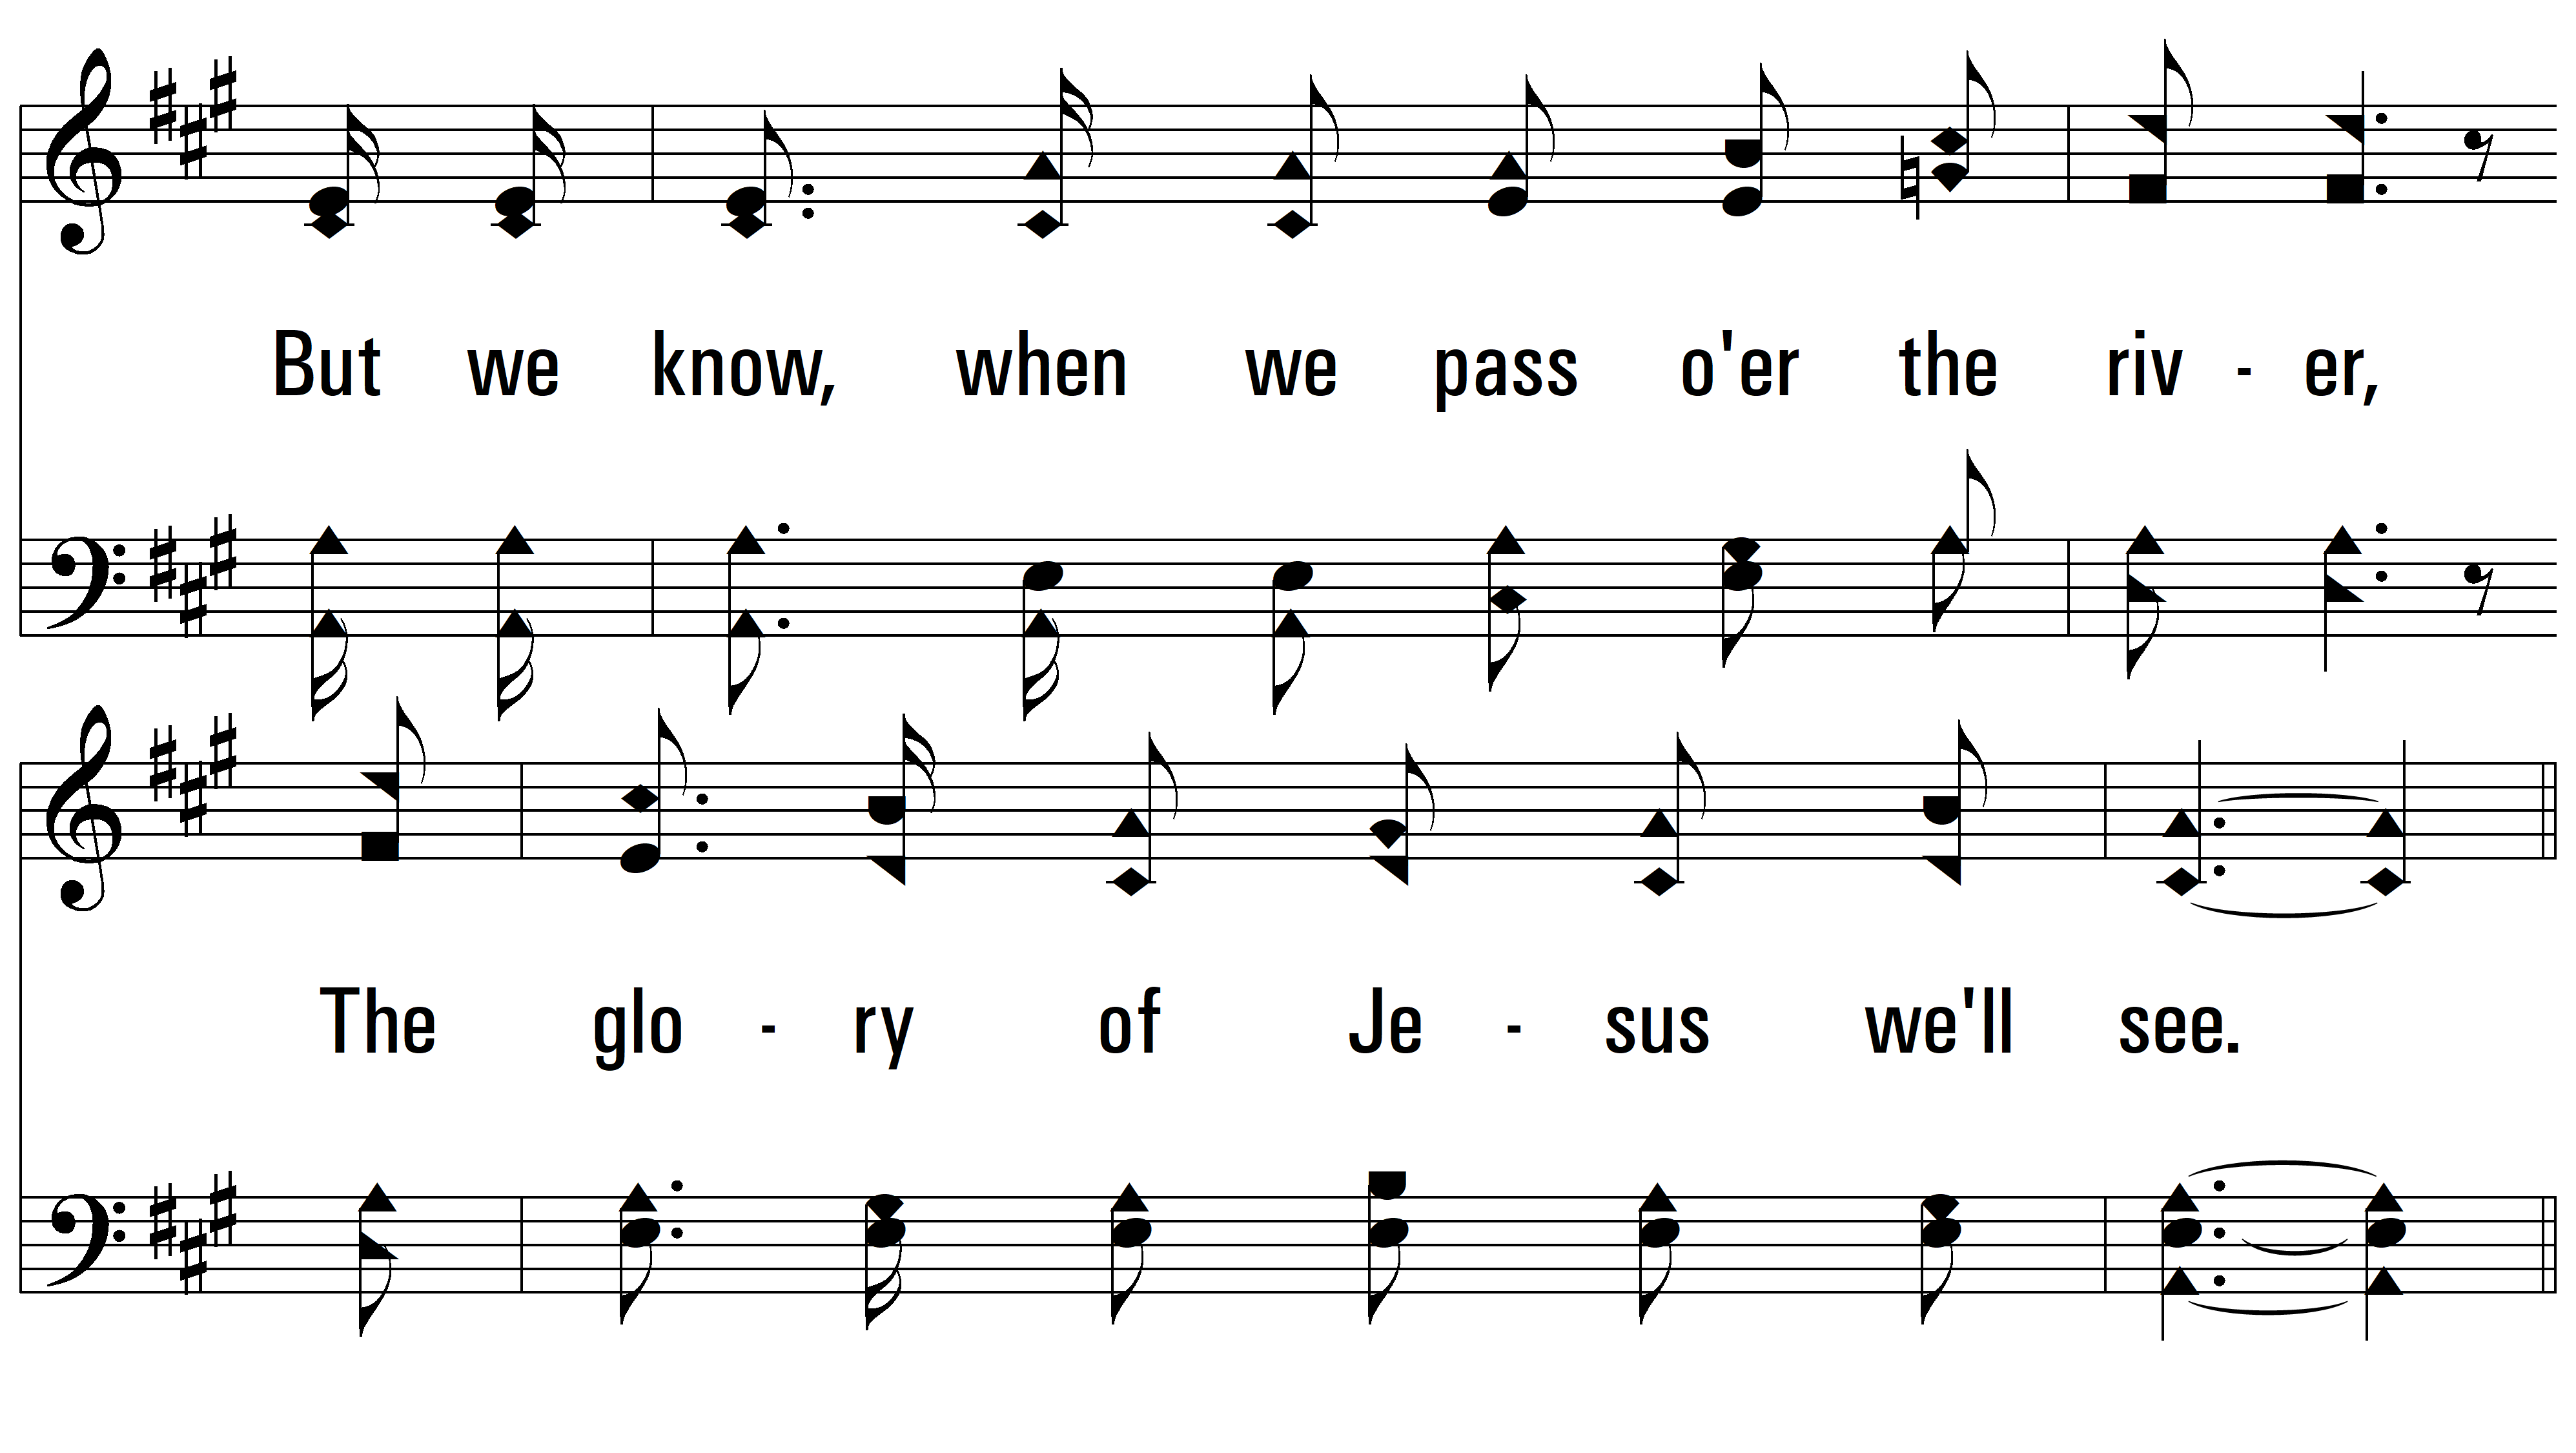 But we know, when we pass o'er the riv - er,
The glo - ry of Je - sus we'll see.